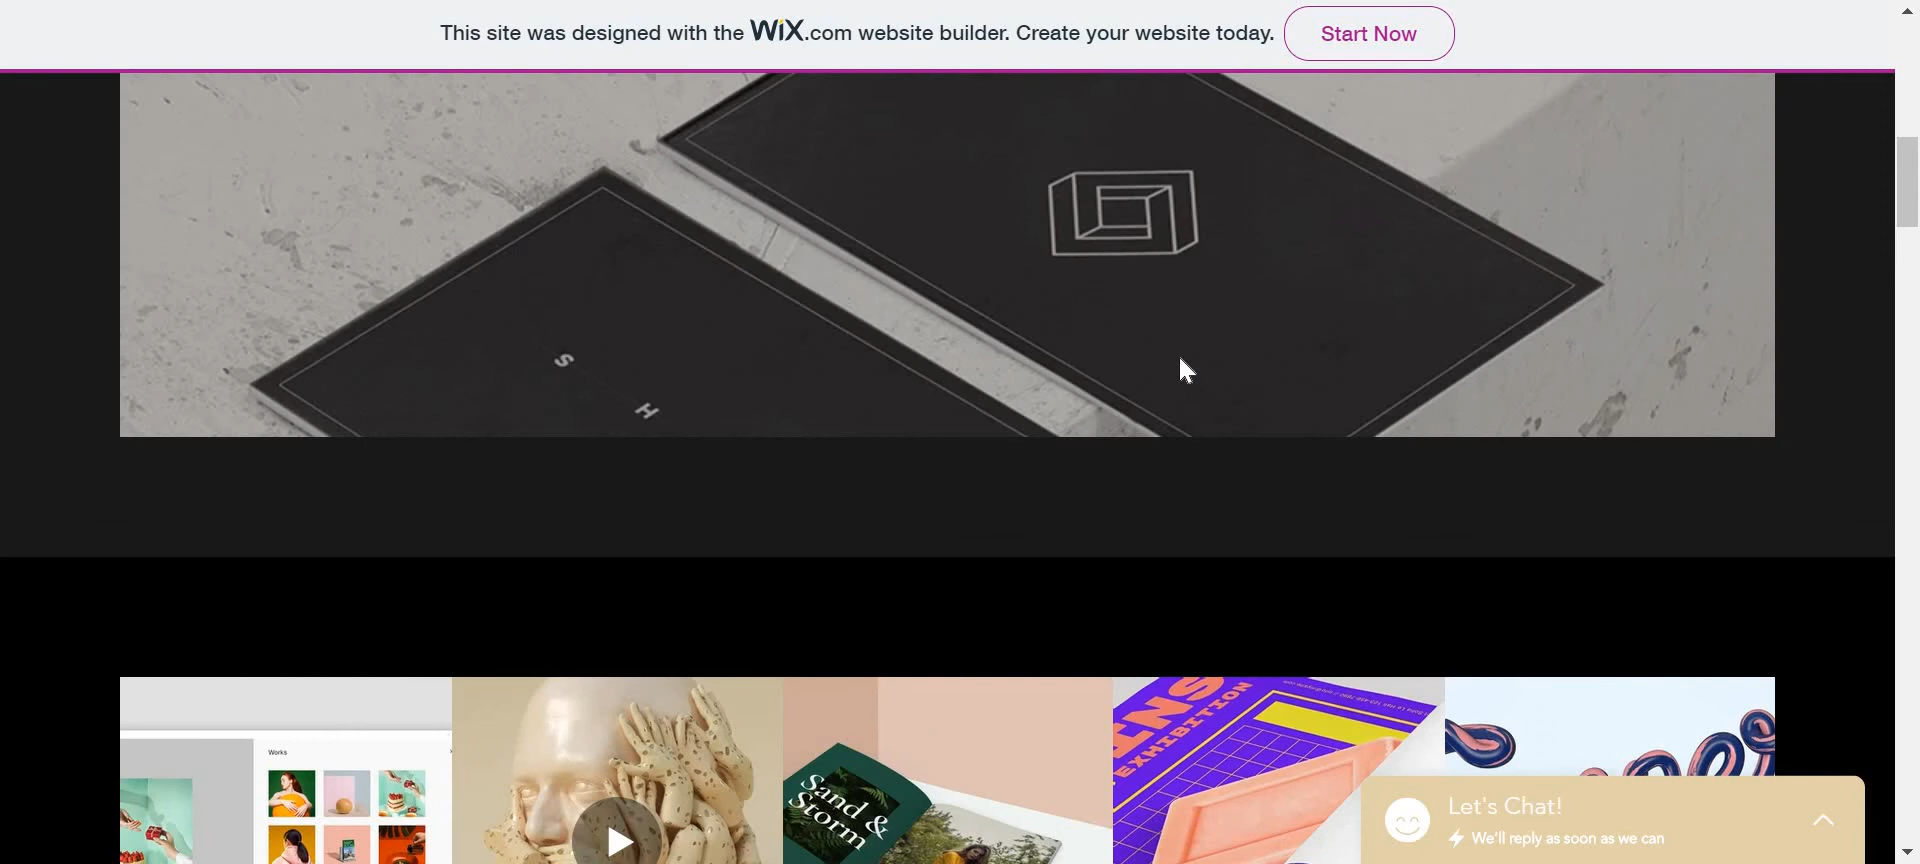 This site was designed with the WiX.com website builder. Create your website today. Start Now
S
H
Works
INS
EXHIBITION
Sand &
Storm
Let's Chat!
We'll reply as soon as we can